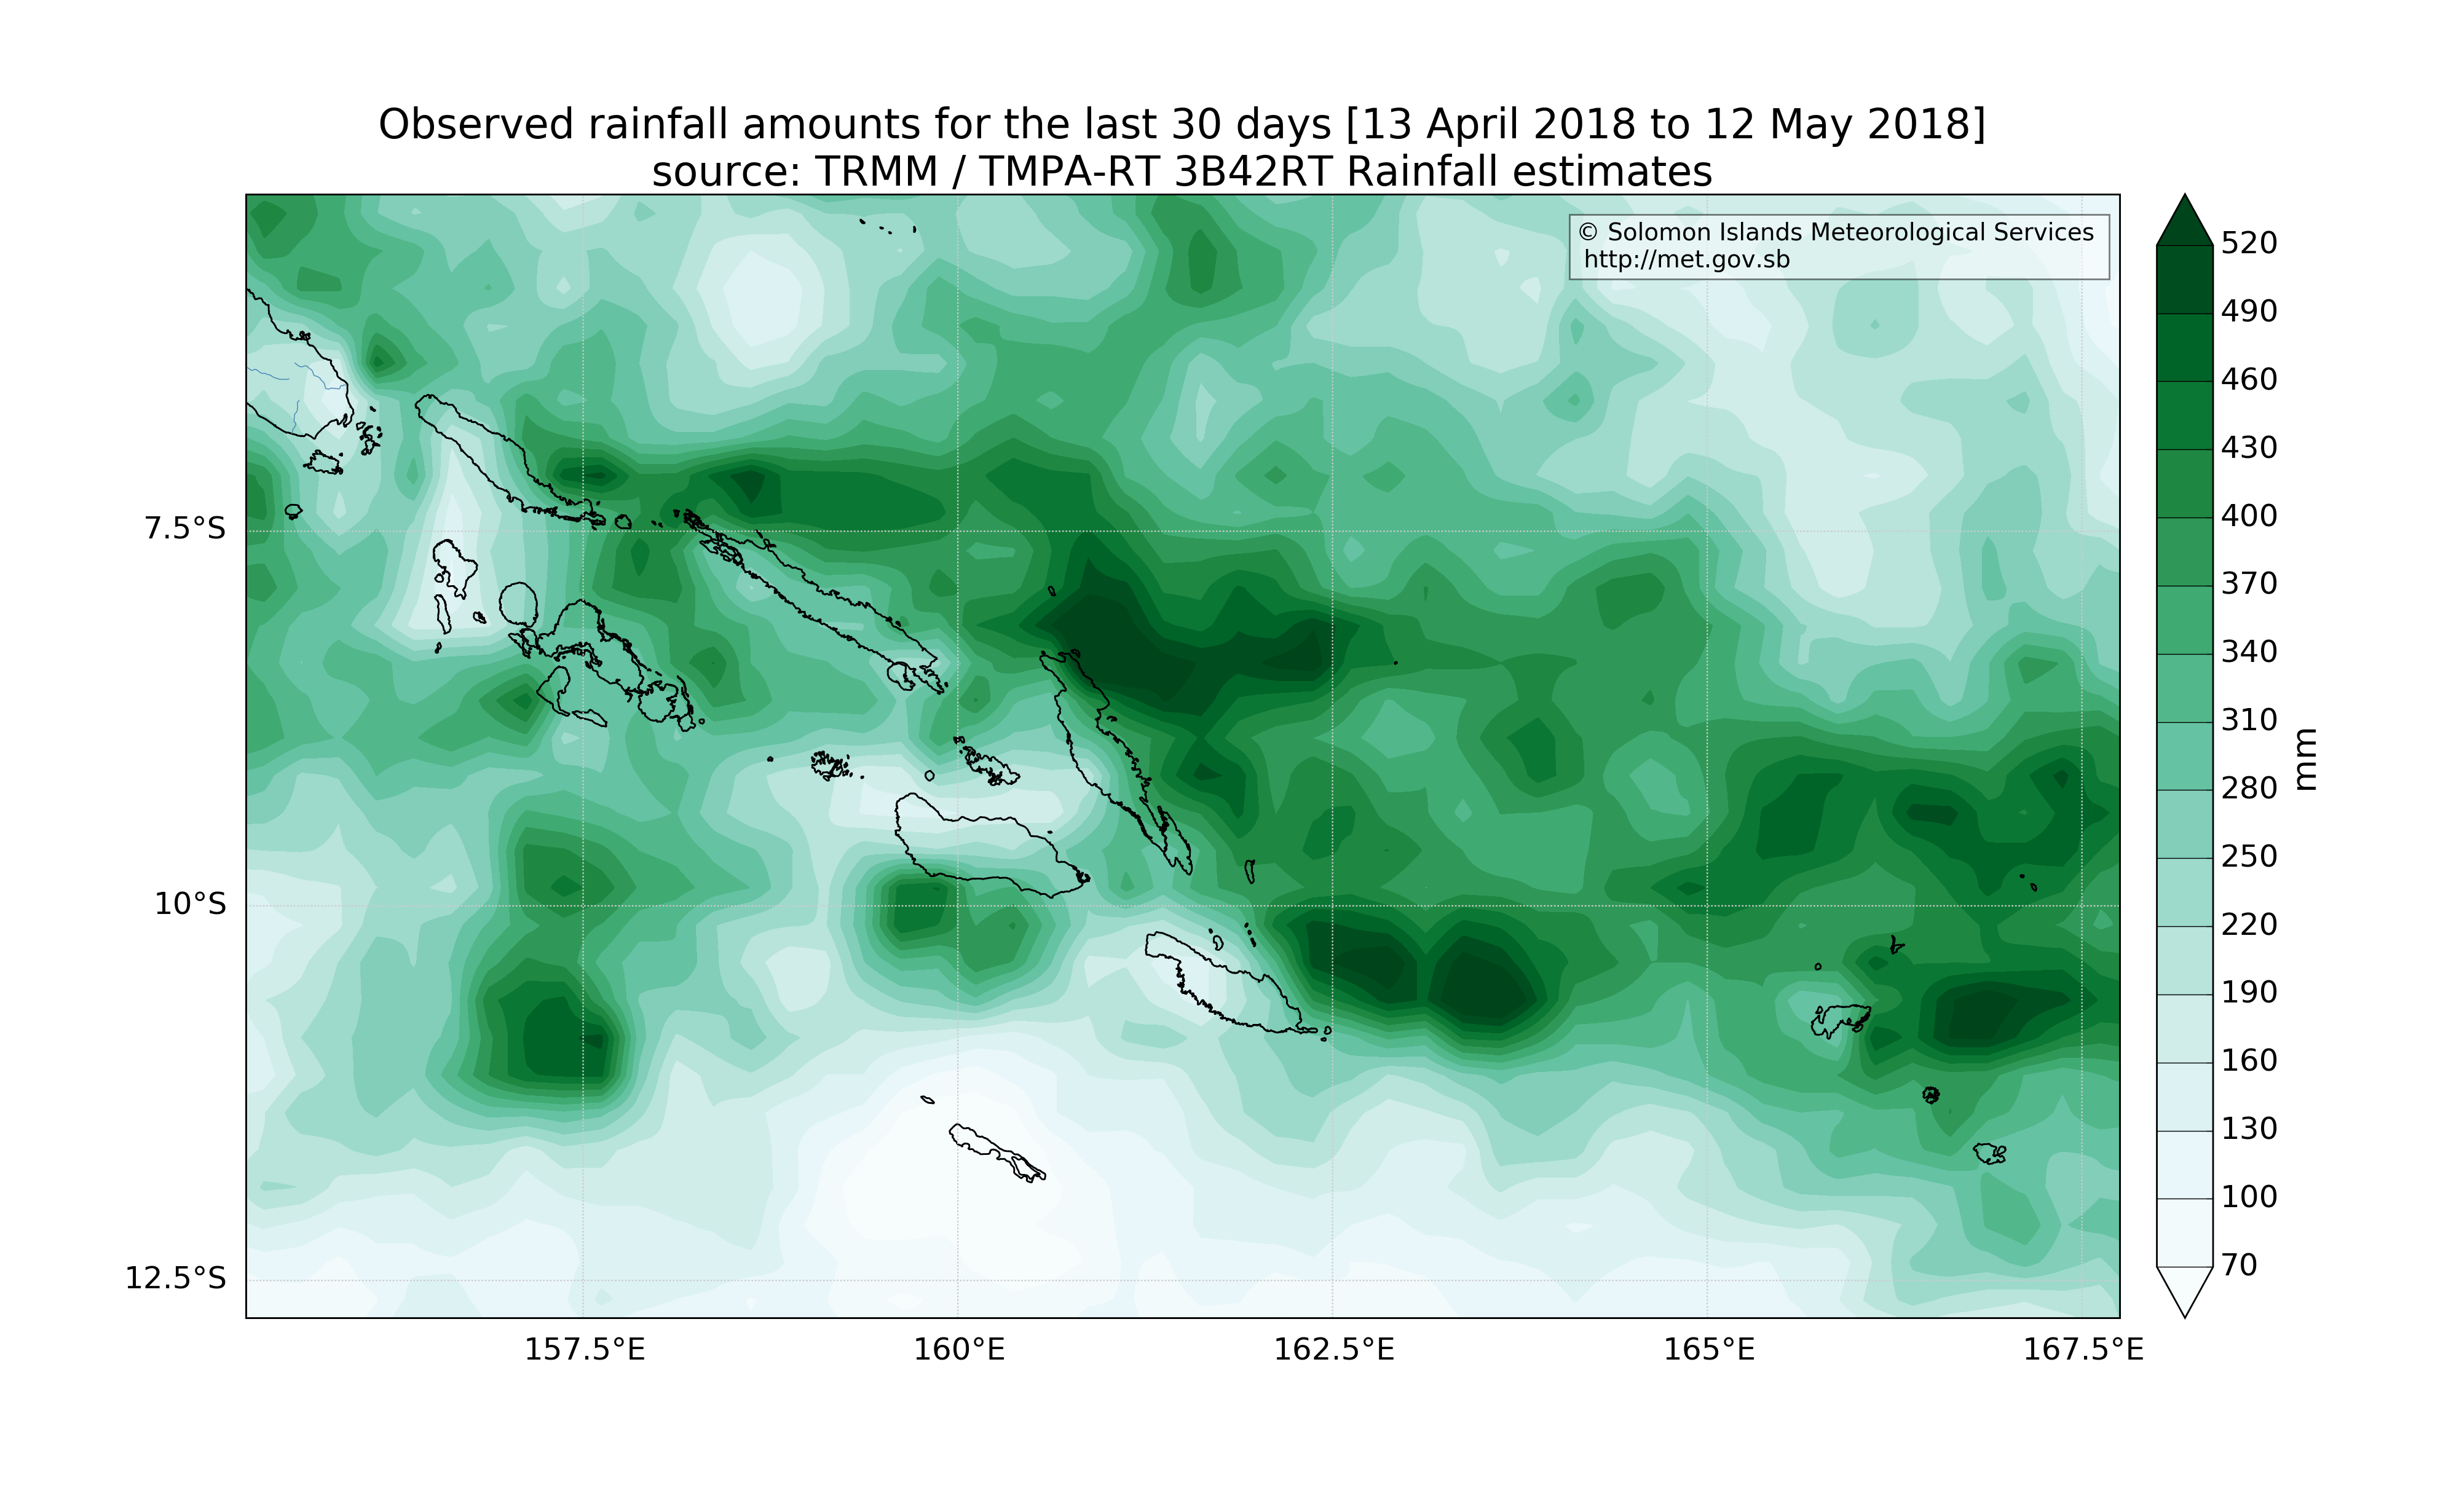 Observed rainfall amounts for the last 30 days [13 April 2018 to 12 May 2018]
source: TRMM / TMPA-RT 3B42RT Rainfall estimates
© Solomon Islands Meteorological Services
http://met.gov.sb
7.5°S
10°S
12.5°S
157.5°E
160°E
162.5°E
165°E
167.5°E
520
490
460
430
400
370
340
310
280
250
220
190
160
130
100
70
mm